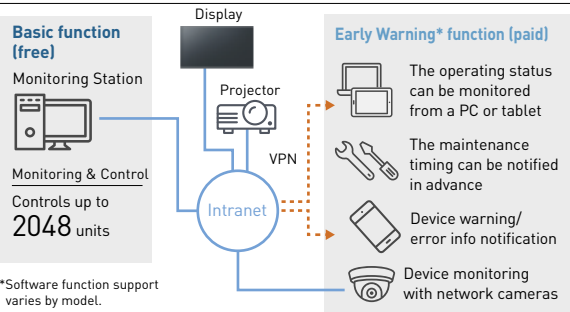 Basic function
(free)
Monitoring Station
Monitoring & Control
Controls up to
2048 units
*Software function support
varies by model.
Display
Projector
VPN
Intranet
Early Warning* function (paid)
The operating status
can be monitored
from a PC or tablet
The maintenance
timing can be notified
in advance
Device warning/
error info notification
Device monitoring
with network cameras